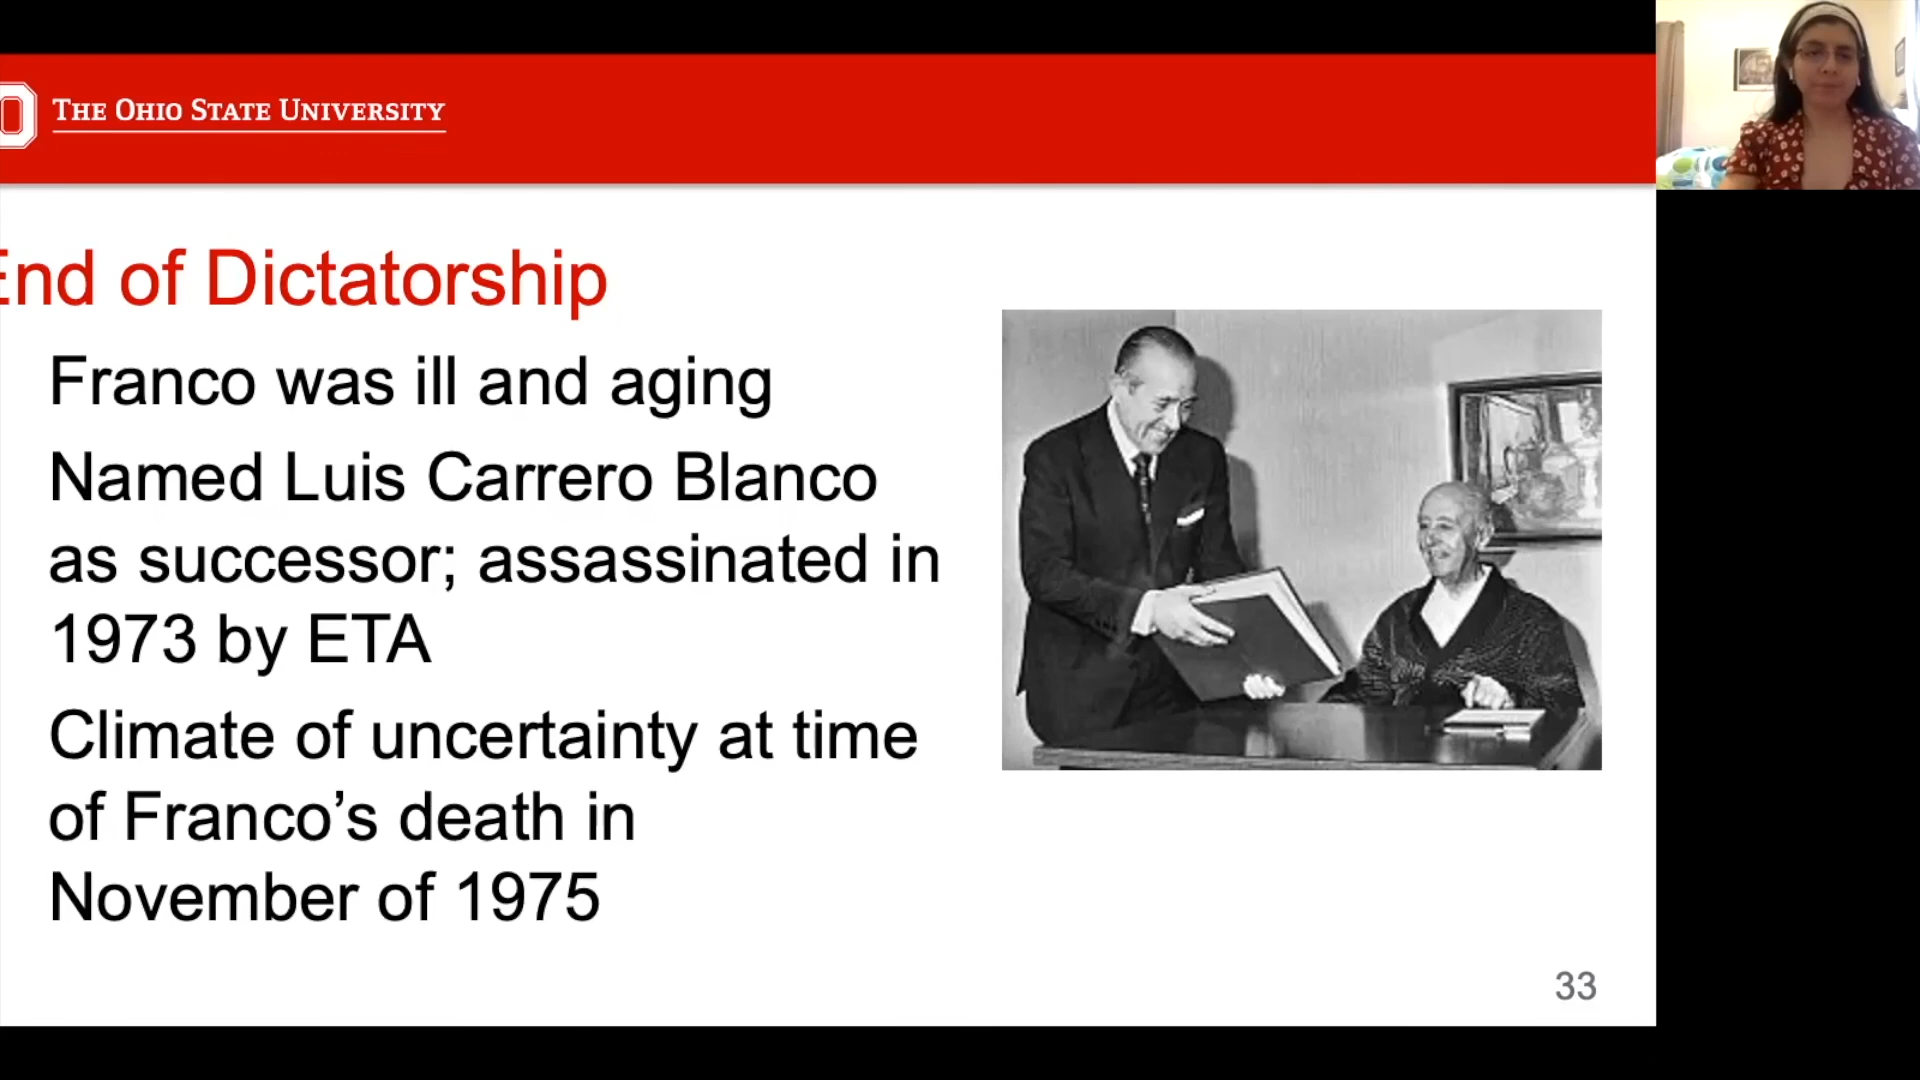 THE OHIO STATE UNIVERSITY
End of Dictatorship
Franco was ill and aging
Named Luis Carrero Blanco
as successor; assassinated in
1973 by ETA
Climate of uncertainty at time
of Franco’s death in
November of 1975
33